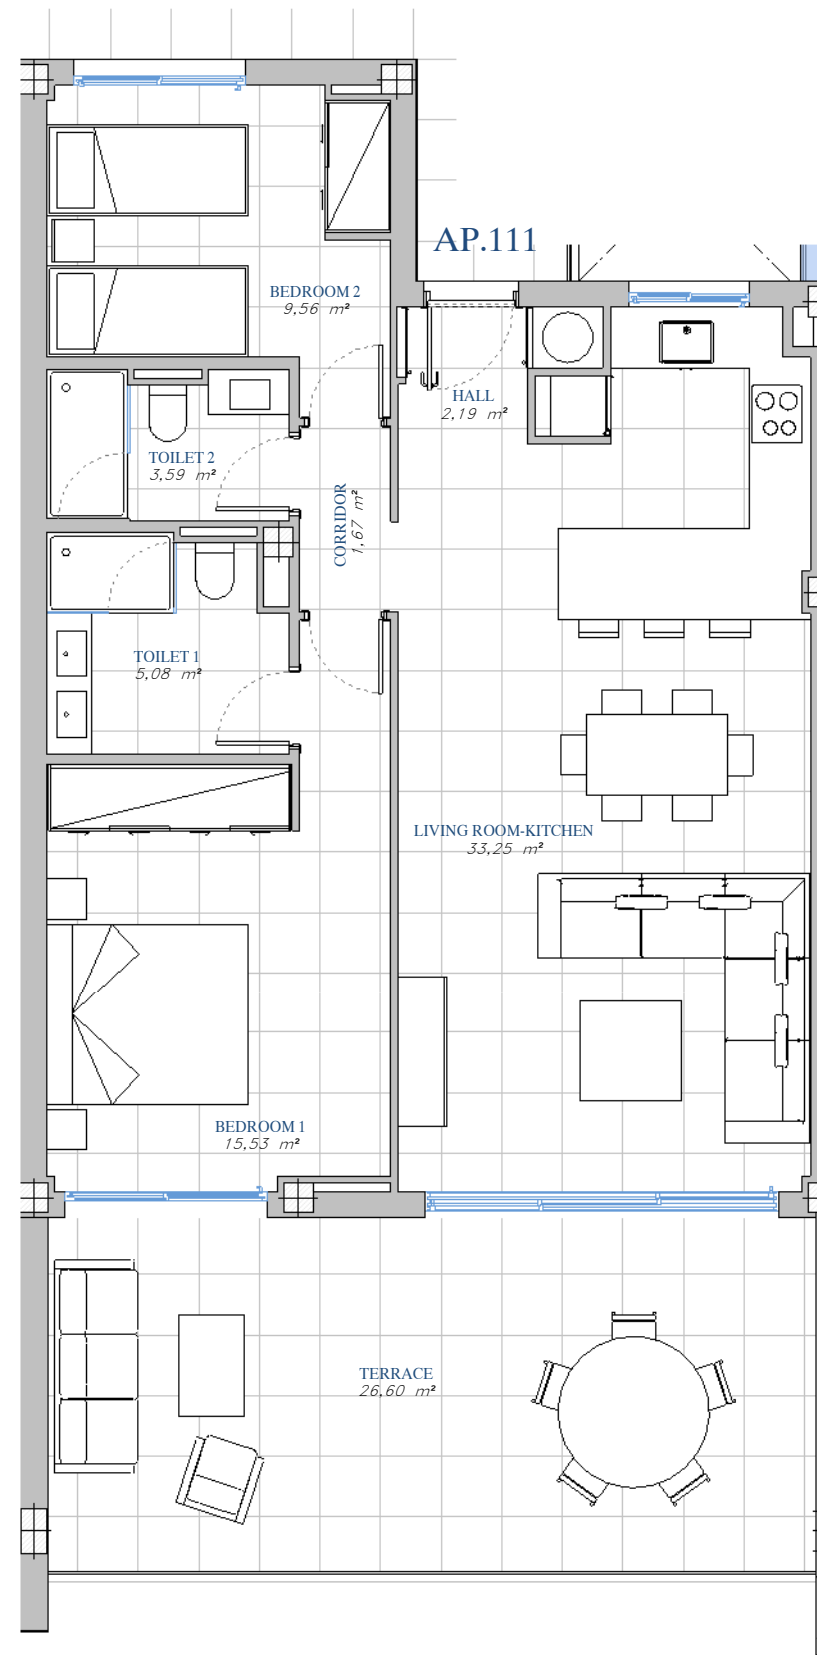 AP.111
BEDROOM 2
9,56 m²
HALL
2,19 m²
TOILET 2
3,59 m²
CORRIDOR
1,67 m²
TOILET 1
5,08 m²
LIVING ROOM-KITCHEN
33,25 m²
BEDROOM 1
15,53 m²
TERRACE
26,60 m²